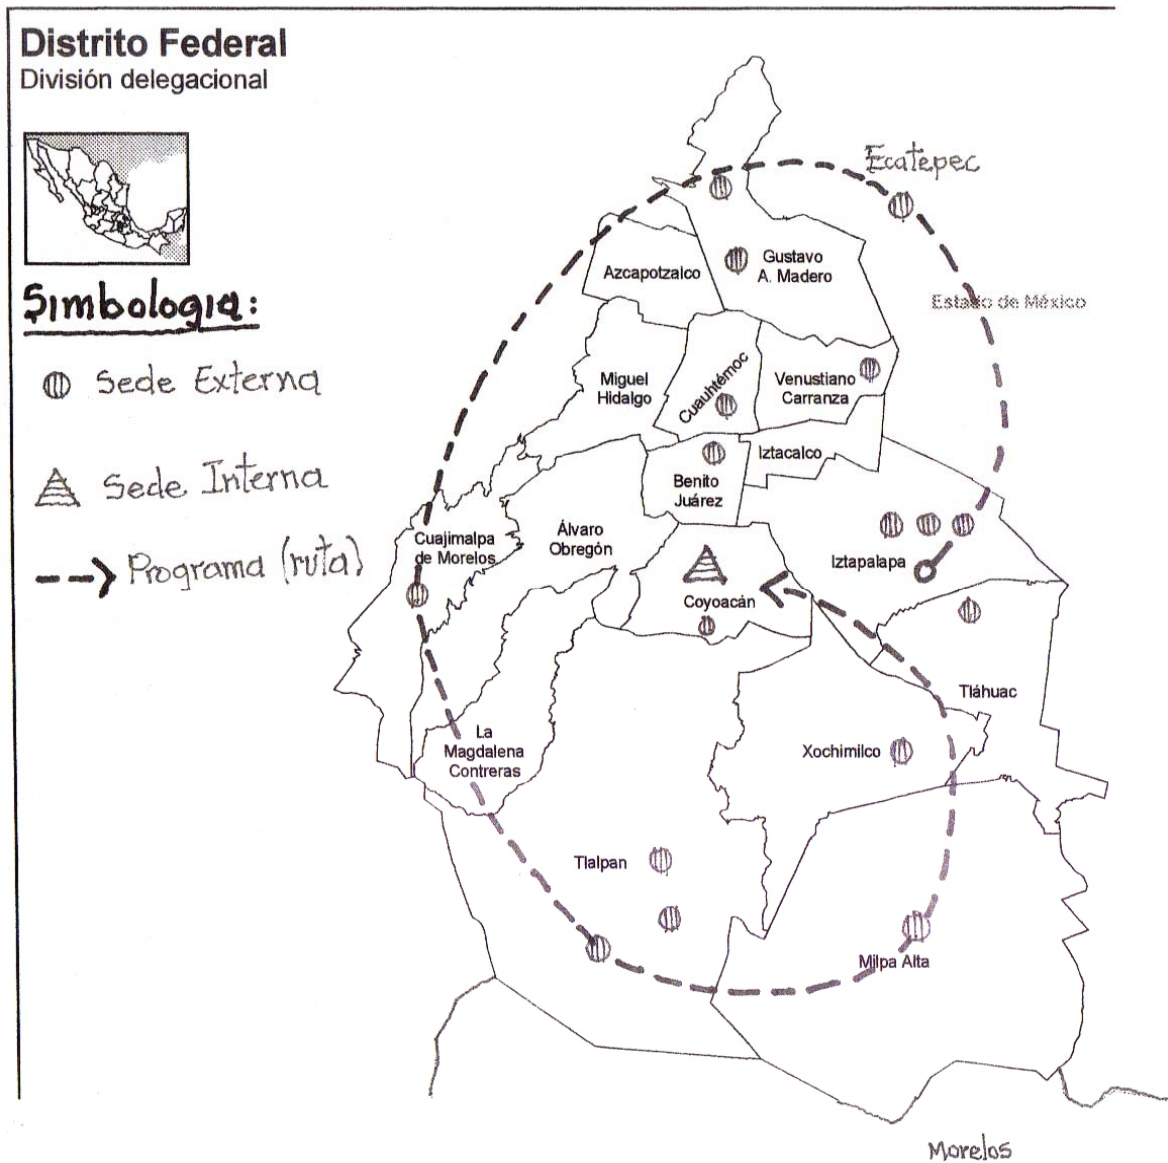 Distrito Federal
División delegacional
Ecatepec
Gustavo
A. Madero
Azcapotzalco
Estado de México
Simbologia:
Sede Externa
Miguel
Hidalgo
Cuauhtémoc
Venustiano
Carranza
Iztacalco
Sede Interna
Benito
Juárez
Álvaro
Obregón
Cuajimalpa
de Morelos
Iztapalapa
Programa (ruta)
Coyoacán
Tláhuac
La
Magdalena
Contreras
Xochimilco
Tlalpan
Milpa Alta
Morelos